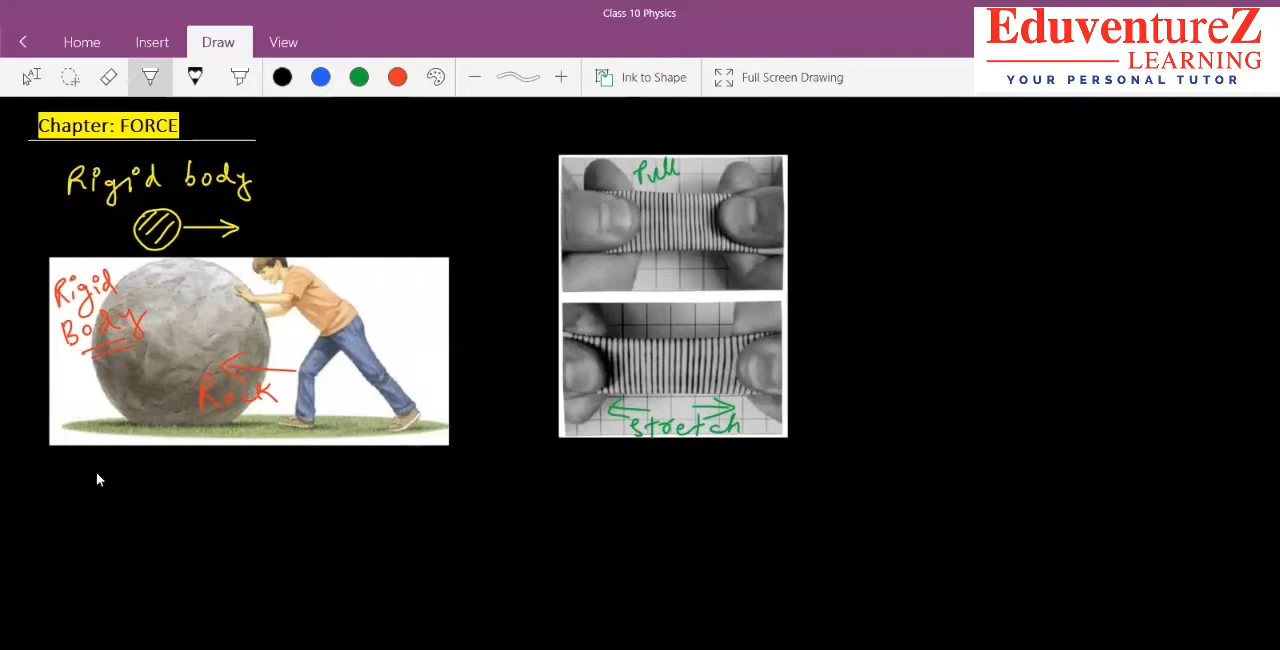 Class 10 Physics
EduventureZ
LEARNING
YOUR PERSONAL TUTOR
Home Insert Draw View
Ink to Shape Full Screen Drawing
Chapter: FORCE
Rigid body
Rigid
Body
Rock
Pull
stretch